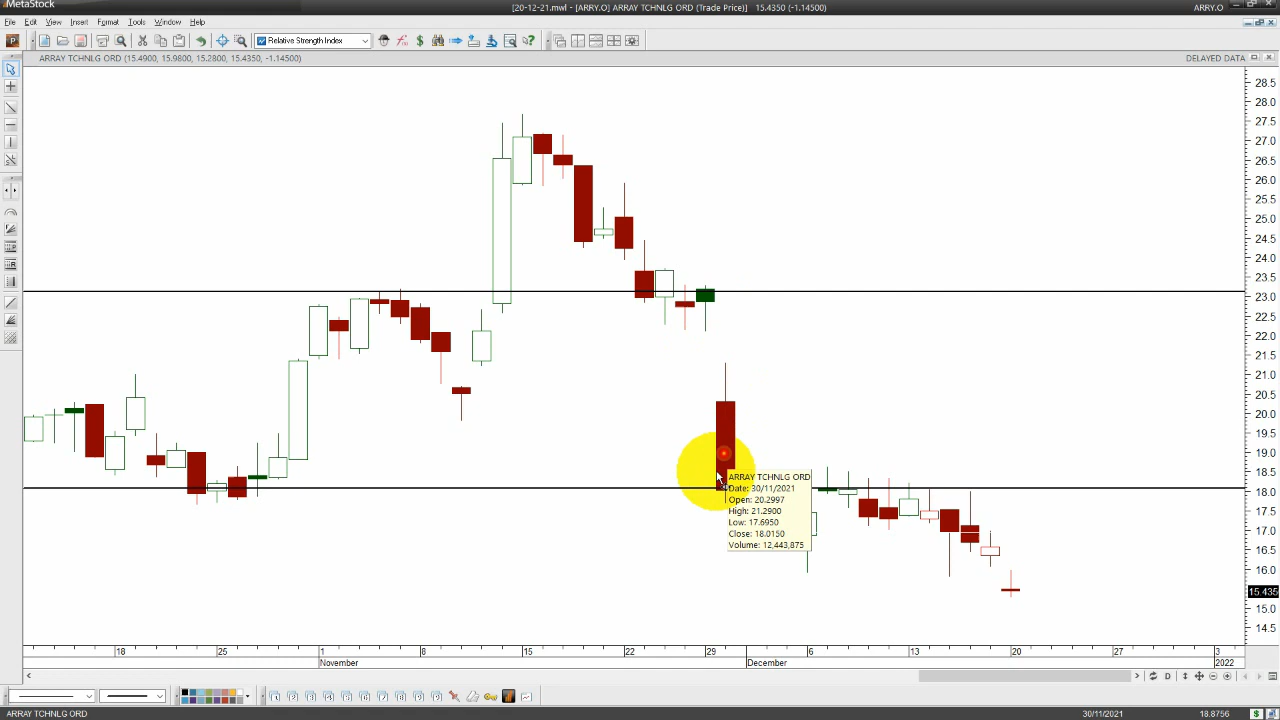 MetaStock
[20-12-21.mwl - [ARRY.O] ARRAY TCHNLG ORD (Trade Price)] 15.4350 (-1.14500)
ARRY.O
File Edit View Insert Format Tools Window Help
Relative Strength Index
ARRAY TCHNLG ORD (15.4900, 15.9800, 15.2800, 15.4350, -1.14500)
DELAYED DATA
28.5
28.0
27.5
27.0
26.5
26.0
25.5
25.0
24.5
24.0
23.5
23.0
22.5
22.0
21.5
21.0
20.5
20.0
19.5
19.0
18.5
18.0
17.5
17.0
16.5
16.0
15.435
15.0
14.5
ARRAY TCHNLG ORD
Date: 30/11/2021
Open: 20.2997
High: 21.2900
Low: 17.6950
Close: 18.0150
Volume: 12,443,875
18 25 1 8 15 22 29 6 13 20 27 3
November December 2022
ARRAY TCHNLG ORD
30/11/2021
18.8756